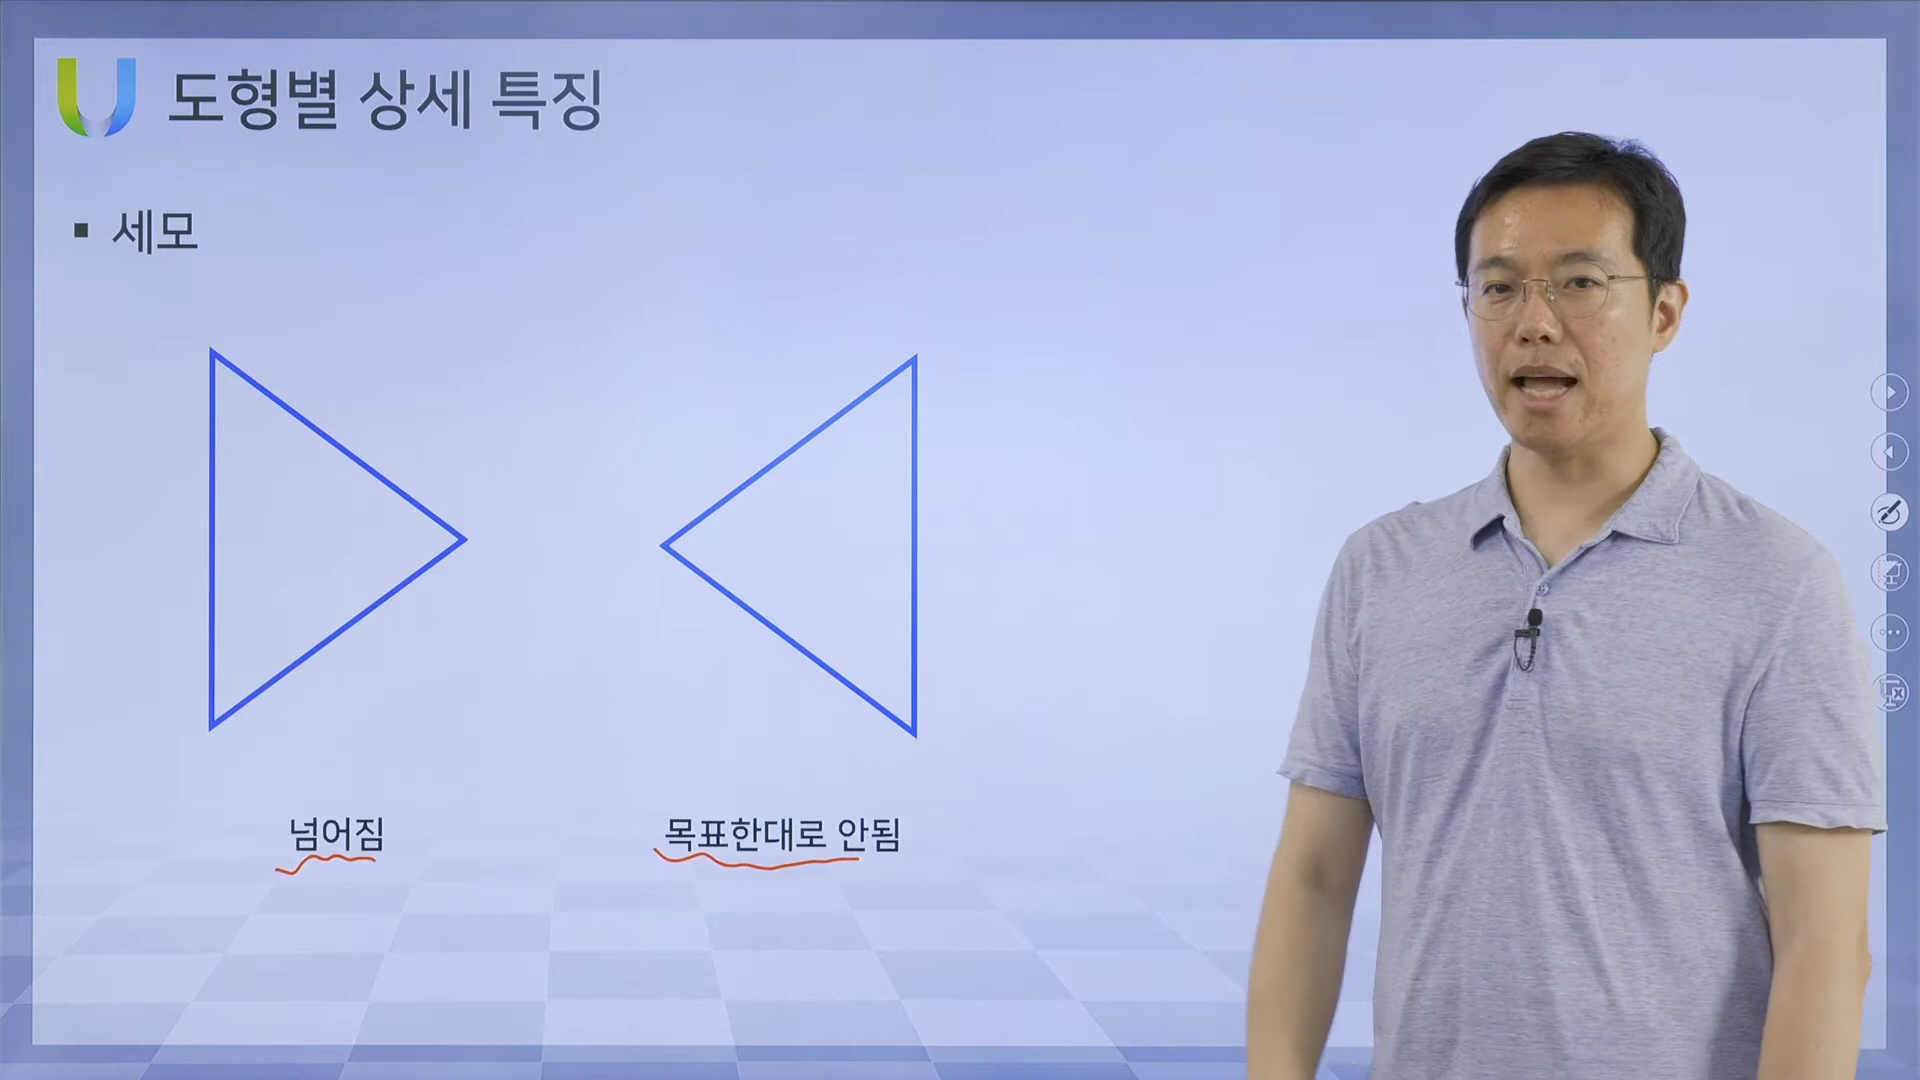 도형별 상세 특징
▪ 세모
넘어짐
목표한대로 안됨